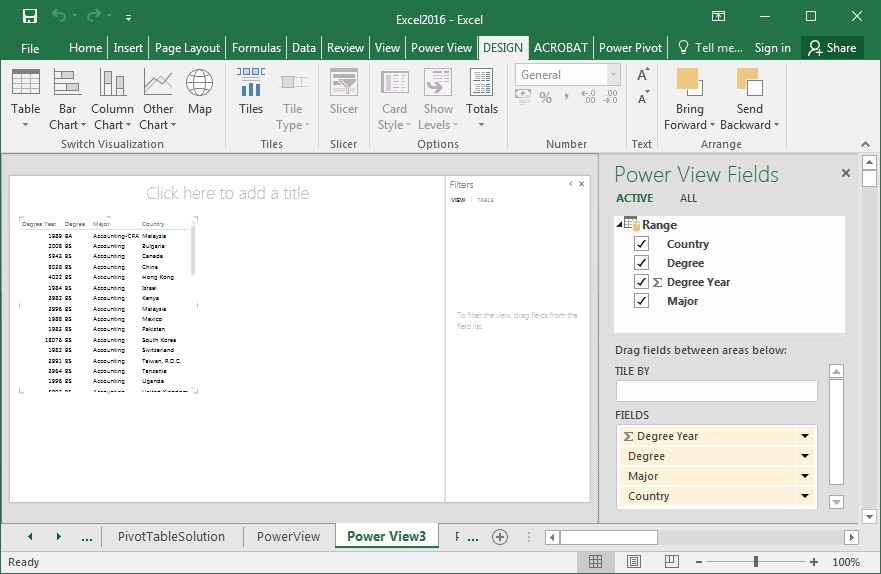 Excel2016 - Excel
File Home Insert Page Layout Formulas Data Review View Power View DESIGN ACROBAT Power Pivot Tell me... Sign in Share
Table
Bar Chart
Column Chart
Other Chart
Map
Switch Visualization
Tiles
Tile Type
Tiles
Slicer
Slicer
Card Style
Show Levels
Totals
Options
General
% , ←.0 .00 .00 →.0
Number
A A
Text
Bring Forward
Send Backward
Arrange
Click here to add a title
Degree Year Degree Major Country
1989 BA Accounting-CPA Malaysia
2008 BS Accounting Bulgaria
5943 BS Accounting Canada
8028 BS Accounting China
4022 BS Accounting Hong Kong
1984 BS Accounting Israel
3982 BS Accounting Kenya
3996 BS Accounting Malaysia
1988 BS Accounting Mexico
1983 BS Accounting Pakistan
18076 BS Accounting South Korea
1982 BS Accounting Switzerland
3991 BS Accounting Taiwan, R.O.C.
3984 BS Accounting Tanzania
1996 BS Accounting Uganda
Filters
VIEW TABLE
To filter the view, drag fields from the
field list.
Power View Fields
ACTIVE ALL
Range
Country
Degree
Σ Degree Year
Major
Drag fields between areas below:
TILE BY
FIELDS
Σ Degree Year
Degree
Major
Country
... PivotTableSolution PowerView Power View3 ...
Ready
100%